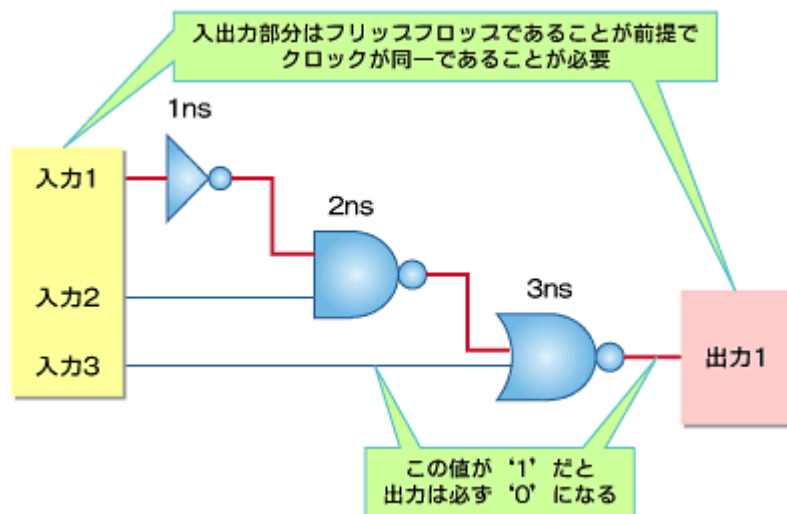 入出力部分はフリップフロップであることが前提で
クロックが同一であることが必要
1ns
入力1
2ns
入力2
3ns
入力3
出力1
この値が‘1’だと
出力は必ず‘0’になる